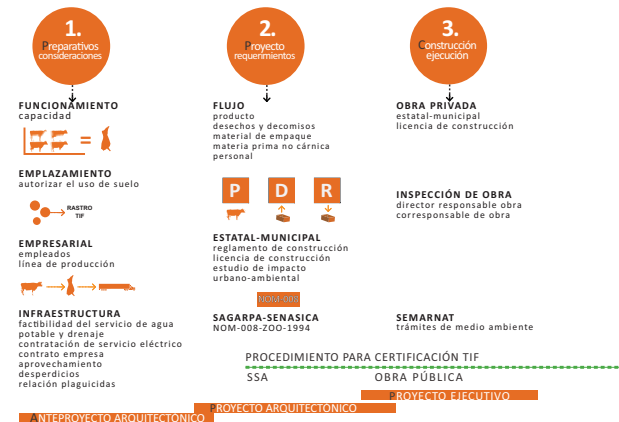 1.
Preparativos
consideraciones
FUNCIONAMIENTO
capacidad
=
EMPLAZAMIENTO
autorizar el uso de suelo
RASTRO
TIF
EMPRESARIAL
empleados
línea de producción
INFRAESTRUCTURA
factibilidad del servicio de agua
potable y drenaje
contratación de servicio eléctrico
contrato empresa
aprovechamiento
desperdicios
relación plaguicidas
2.
Proyecto
requerimientos
FLUJO
producto
desechos y decomisos
material de empaque
materia prima no cárnica
personal
P D R
ESTATAL-MUNICIPAL
reglamento de construcción
licencia de construcción
estudio de impacto
urbano-ambiental
NOM-008
SAGARPA-SENASICA
NOM-008-ZOO-1994
3.
Construcción
ejecución
OBRA PRIVADA
estatal-municipal
licencia de construcción
INSPECCIÓN DE OBRA
director responsable obra
corresponsable de obra
SEMARNAT
trámites de medio ambiente
PROCEDIMIENTO PARA CERTIFICACIÓN TIF
SSA OBRA PÚBLICA
PROYECTO EJECUTIVO
PROYECTO ARQUITECTÓNICO
ANTEPROYECTO ARQUITECTÓNICO